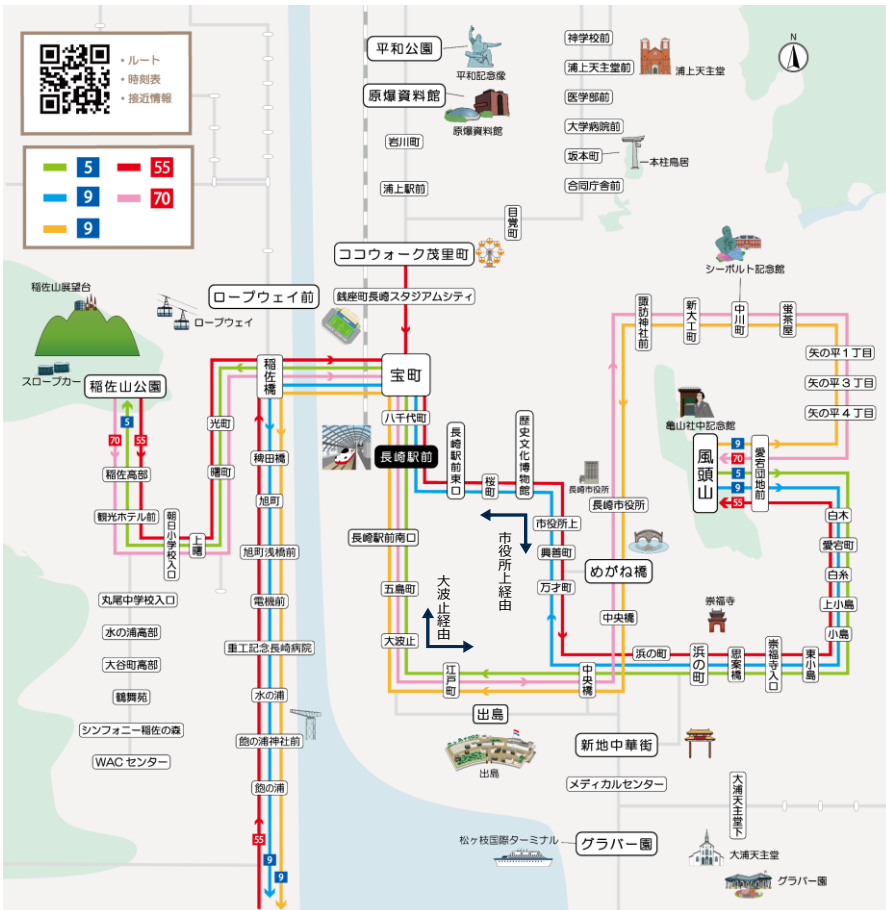 ・ルート
・時刻表
・接近情報
5
55
9
70
9
平和公園
平和記念像
原爆資料館
原爆資料館
岩川町
浦上駅前
神学校前
浦上天主堂前
浦上天主堂
医学部前
大学病院前
坂本町
一本柱鳥居
合同庁舎前
目覚町
N
ココウォーク茂里町
銭座町長崎スタジアムシティ
シーボルト記念館
稲佐山展望台
ロープウェイ前
ロープウェイ
スロープカー
稲佐山公園
稲佐橋
宝町
八千代町
長崎駅前
長崎駅前東口
桜町
歴史文化博物館
諏訪神社前
新大工町
中川町
蛍茶屋
矢の平1丁目
矢の平3丁目
矢の平4丁目
亀山社中記念館
風頭山
9
70
5
9
55
愛宕団地前
白木
愛宕町
白糸
上小島
小島
5
70
55
稲佐高部
観光ホテル前
朝日小学校入口
上曙
曙町
光町
稗田橋
旭町
旭町浅橋前
電機前
重工記念長崎病院
水の浦
飽の浦神社前
飽の浦
55
9
9
丸尾中学校入口
水の浦高部
大谷町高部
鶴舞苑
シンフォニー稲佐の森
WACセンター
長崎駅前南口
五島町
大波止
大波止経由
市役所上経由
市役所上
興善町
万才町
長崎市役所
長崎市役所
めがね橋
中央橋
崇福寺
江戸町
中央橋
浜の町
浜の町
思案橋
崇福寺入口
東小島
出島
出島
新地中華街
メディカルセンター
大浦天主堂下
松ヶ枝国際ターミナル
グラバー園
大浦天主堂
グラバー園